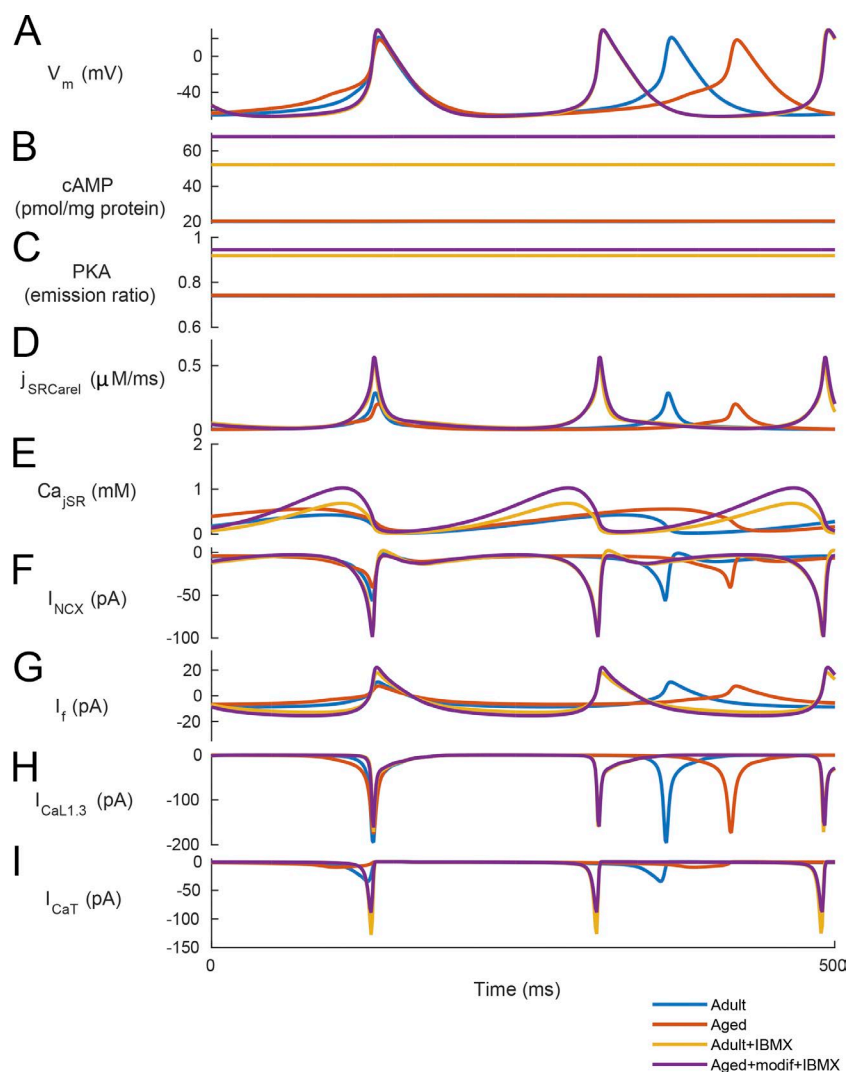 A
V_m (mV)
0
-40
B
cAMP
(pmol/mg protein)
60
40
20
C
PKA
(emission ratio)
1
0.8
0.6
D
j_SRCarel (μM/ms)
0.5
0
E
Ca_jSR (mM)
2
1
0
F
I_NCX (pA)
0
-50
-100
G
I_f (pA)
20
0
-20
H
I_CaL1.3 (pA)
0
-100
-200
I
I_CaT (pA)
0
-50
-100
-150
0
500
Time (ms)
Adult
Aged
Adult+IBMX
Aged+modif+IBMX